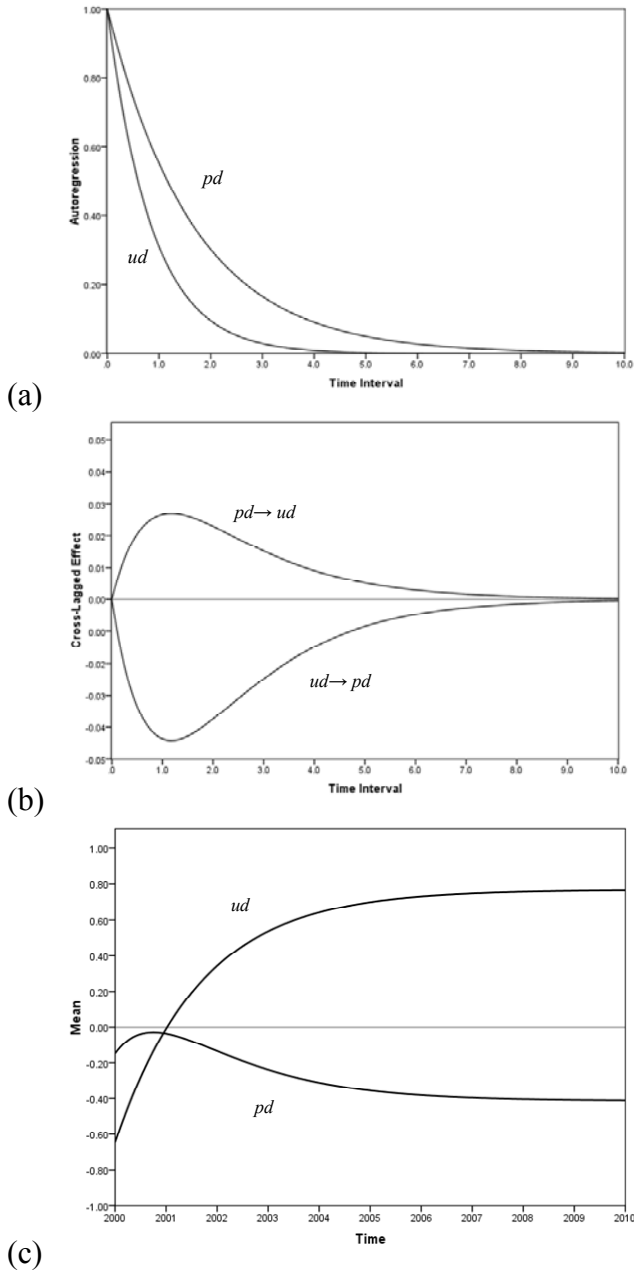 1.00
0.80
0.60
0.40
0.20
0.00
Autoregression
pd
ud
.0 1.0 2.0 3.0 4.0 5.0 6.0 7.0 8.0 9.0 10.0
Time Interval
(a)
0.05
0.04
0.03
0.02
0.01
0.00
0.00
-0.02
-0.03
-0.04
-0.05
Cross-Lagged Effect
pd→ ud
ud→ pd
.0 1.0 2.0 3.0 4.0 5.0 6.0 7.0 8.0 9.0 10.0
Time Interval
(b)
1.00
0.80
0.60
0.40
0.20
0.00
-0.20
-0.40
-0.60
-0.80
-1.00
Mean
ud
pd
2000 2001 2002 2003 2004 2005 2006 2007 2008 2009 2010
Time
(c)